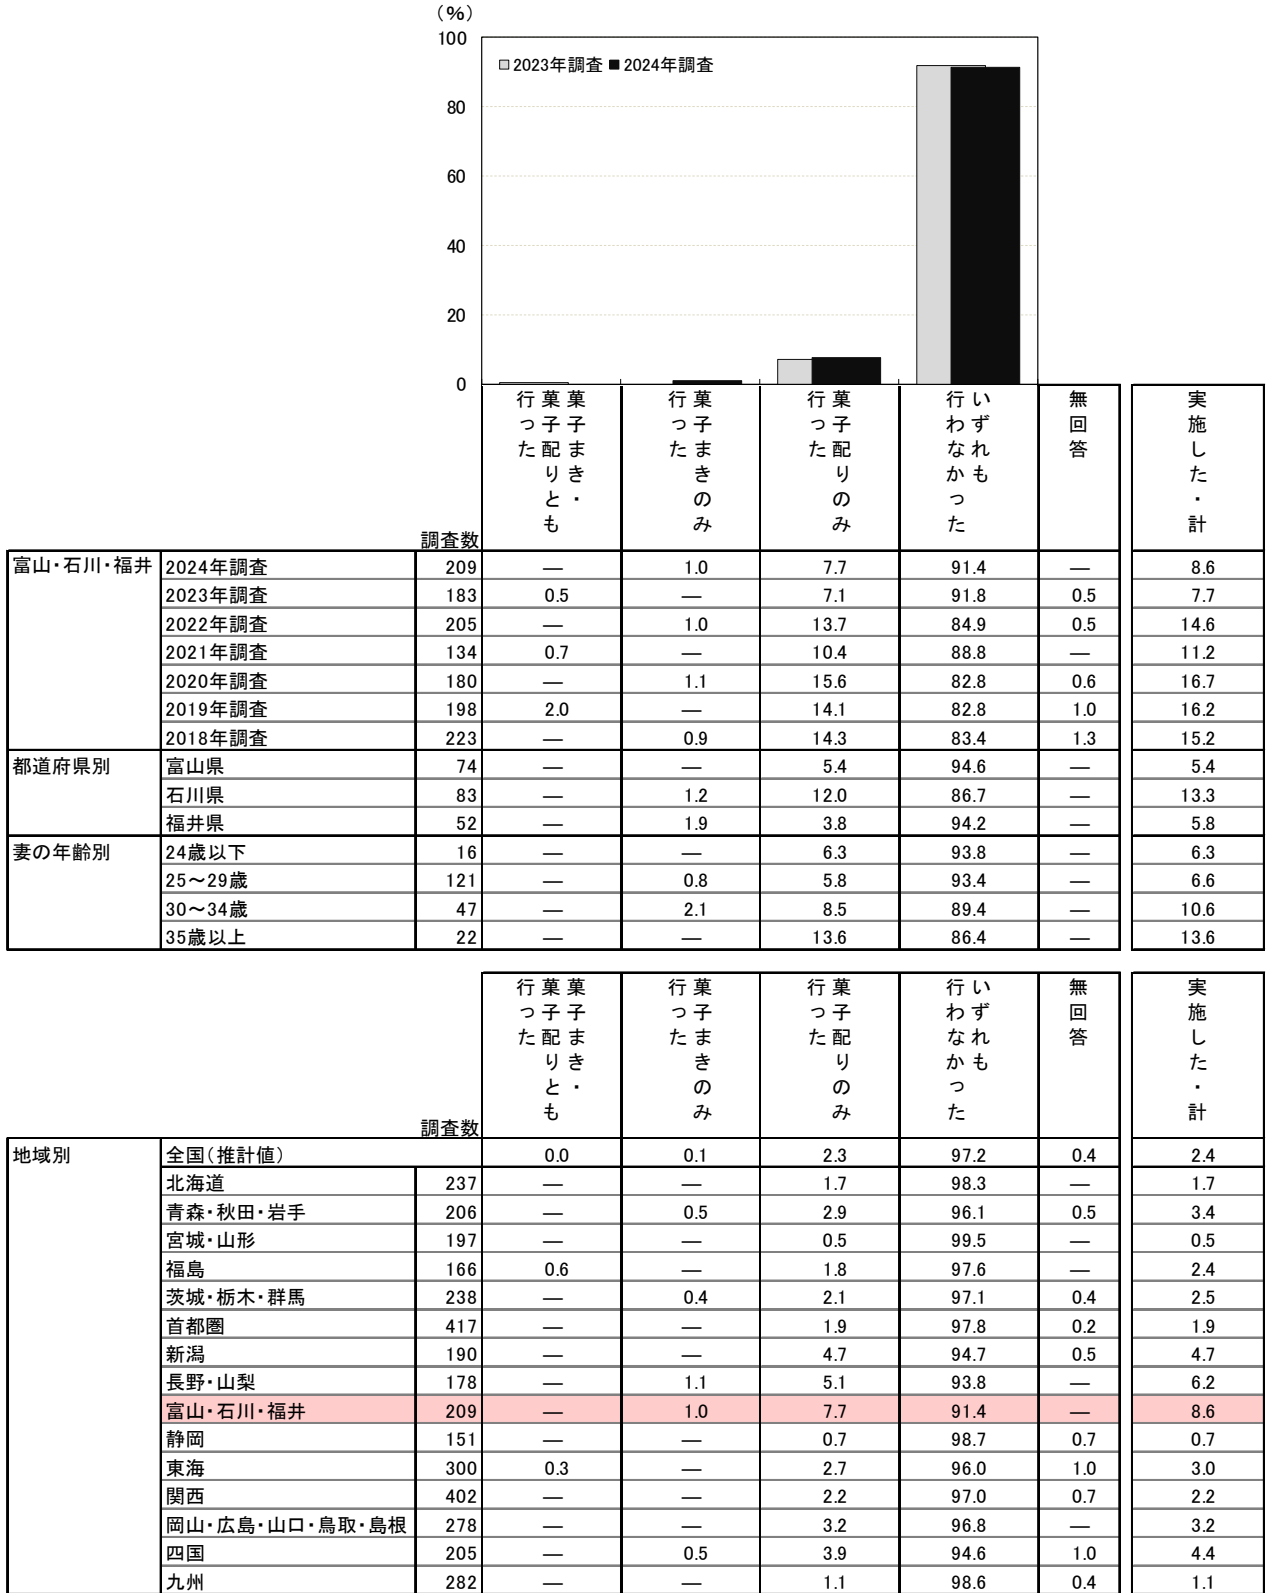 （%）
100
80
60
40
20
0
□2023年調査 ■2024年調査
調査数
菓子まき・菓子配りとも行った
菓子まきのみ行った
菓子配りのみ行った
いずれも行わなかった
無回答
実施した・計
富山・石川・福井 2024年調査 209 ― 1.0 7.7 91.4 ― 8.6
2023年調査 183 0.5 ― 7.1 91.8 0.5 7.7
2022年調査 205 ― 1.0 13.7 84.9 0.5 14.6
2021年調査 134 0.7 ― 10.4 88.8 ― 11.2
2020年調査 180 ― 1.1 15.6 82.8 0.6 16.7
2019年調査 198 2.0 ― 14.1 82.8 1.0 16.2
2018年調査 223 ― 0.9 14.3 83.4 1.3 15.2
都道府県別 富山県 74 ― ― 5.4 94.6 ― 5.4
石川県 83 ― 1.2 12.0 86.7 ― 13.3
福井県 52 ― 1.9 3.8 94.2 ― 5.8
妻の年齢別 24歳以下 16 ― ― 6.3 93.8 ― 6.3
25～29歳 121 ― 0.8 5.8 93.4 ― 6.6
30～34歳 47 ― 2.1 8.5 89.4 ― 10.6
35歳以上 22 ― ― 13.6 86.4 ― 13.6
調査数
菓子まき・菓子配りとも行った
菓子まきのみ行った
菓子配りのみ行った
いずれも行わなかった
無回答
実施した・計
地域別 全国（推計値） 0.0 0.1 2.3 97.2 0.4 2.4
北海道 237 ― ― 1.7 98.3 ― 1.7
青森・秋田・岩手 206 ― 0.5 2.9 96.1 0.5 3.4
宮城・山形 197 ― ― 0.5 99.5 ― 0.5
福島 166 0.6 ― 1.8 97.6 ― 2.4
茨城・栃木・群馬 238 ― 0.4 2.1 97.1 0.4 2.5
首都圏 417 ― ― 1.9 97.8 0.2 1.9
新潟 190 ― ― 4.7 94.7 0.5 4.7
長野・山梨 178 ― 1.1 5.1 93.8 ― 6.2
富山・石川・福井 209 ― 1.0 7.7 91.4 ― 8.6
静岡 151 ― ― 0.7 98.7 0.7 0.7
東海 300 0.3 ― 2.7 96.0 1.0 3.0
関西 402 ― ― 2.2 97.0 0.7 2.2
岡山・広島・山口・鳥取・島根 278 ― ― 3.2 96.8 ― 3.2
四国 205 ― 0.5 3.9 94.6 1.0 4.4
九州 282 ― ― 1.1 98.6 0.4 1.1